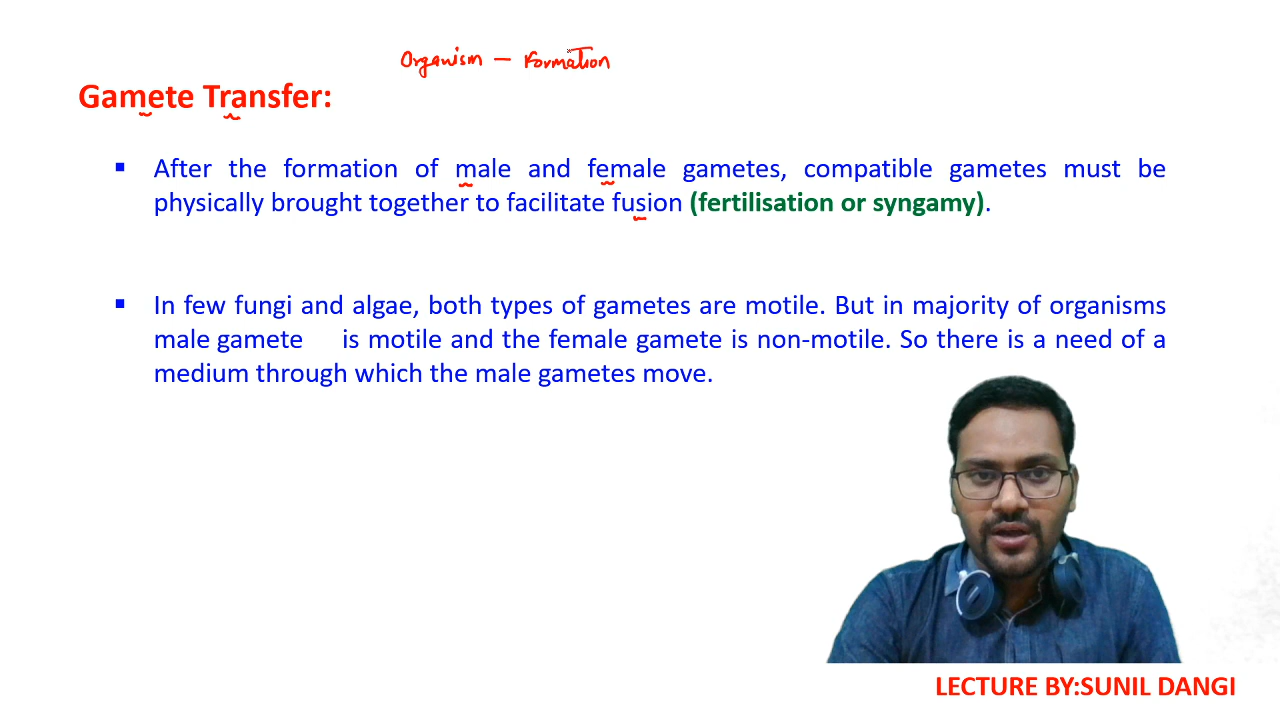 Organism - Formation
Gamete Transfer:
▪ After the formation of male and female gametes, compatible gametes must be
physically brought together to facilitate fusion (fertilisation or syngamy).
▪ In few fungi and algae, both types of gametes are motile. But in majority of organisms
male gamete is motile and the female gamete is non-motile. So there is a need of a
medium through which the male gametes move.
LECTURE BY:SUNIL DANGI